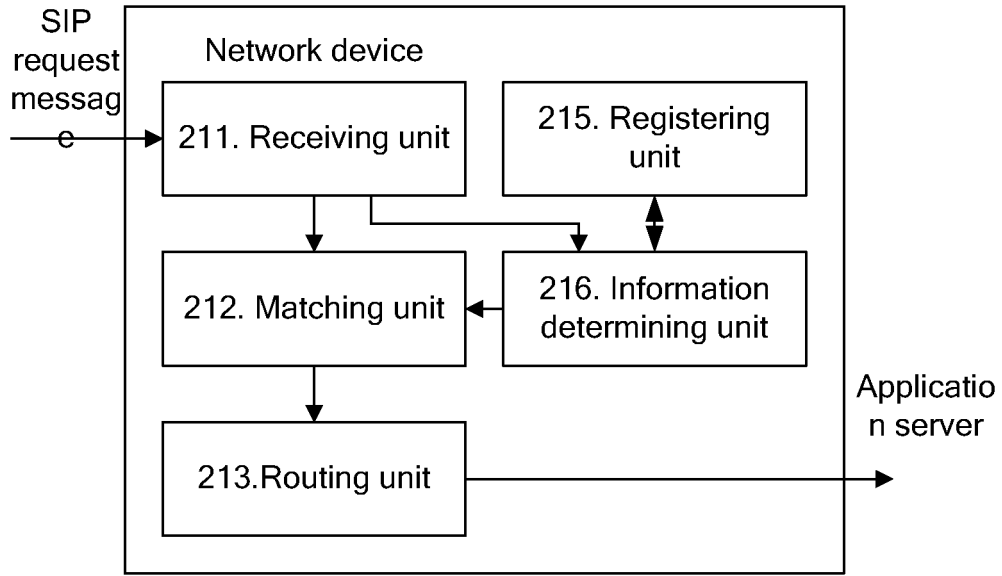 SIP
request
messag
e
Network device
211. Receiving unit
215. Registering
unit
212. Matching unit
216. Information
determining unit
213.Routing unit
Applicatio
n server